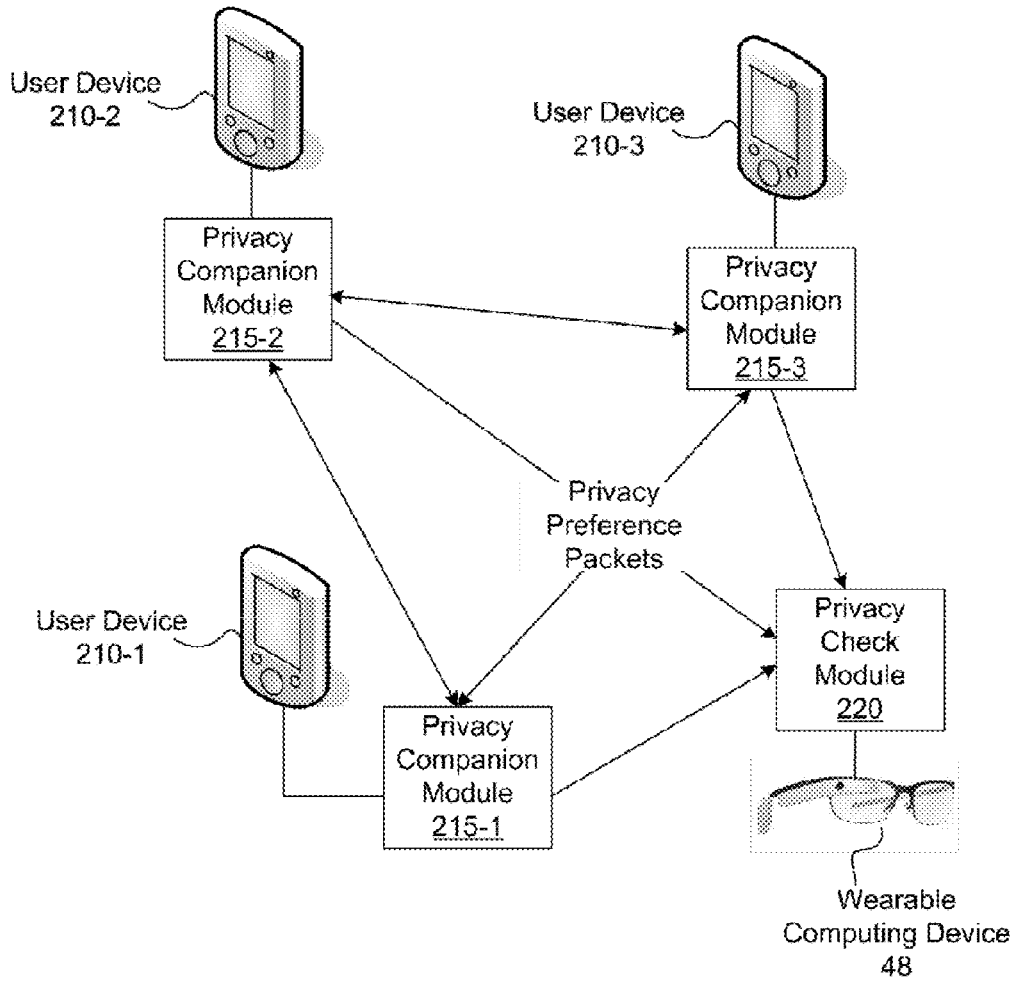 User Device
210-2
User Device
210-3
Privacy
Companion
Module
215-2
Privacy
Companion
Module
215-3
Privacy
Preference
Packets
User Device
210-1
Privacy
Check
Module
220
Privacy
Companion
Module
215-1
Wearable
Computing Device
48